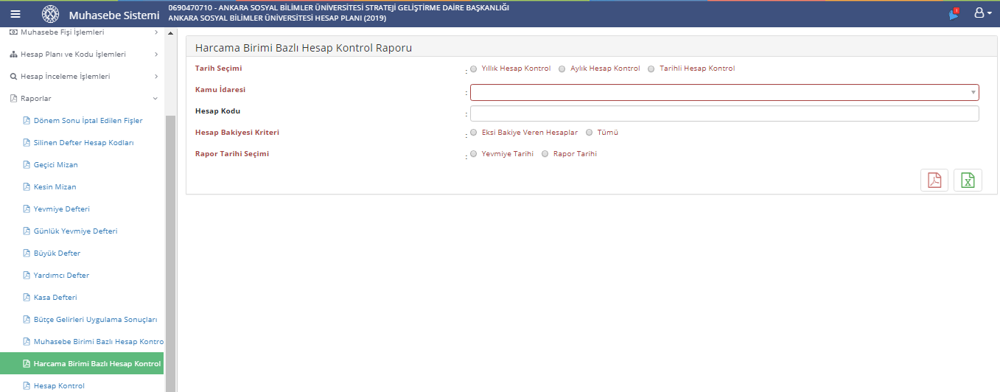 Muhasebe Sistemi
0690470710 - ANKARA SOSYAL BİLİMLER ÜNİVERSİTESİ STRATEJİ GELİŞTİRME DAİRE BAŞKANLIĞI
ANKARA SOSYAL BİLİMLER ÜNİVERSİTESİ HESAP PLANI (2019)
Muhasebe Fişi İşlemleri
Hesap Planı ve Kodu İşlemleri
Hesap İnceleme İşlemleri
Raporlar
Dönem Sonu İptal Edilen Fişler
Silinen Defter Hesap Kodları
Geçici Mizan
Kesin Mizan
Yevmiye Defteri
Günlük Yevmiye Defteri
Büyük Defter
Yardımcı Defter
Kasa Defteri
Bütçe Gelirleri Uygulama Sonuçları
Muhasebe Birimi Bazlı Hesap Kontro
Harcama Birimi Bazlı Hesap Kontrol
Hesap Kontrol
Harcama Birimi Bazlı Hesap Kontrol Raporu
Tarih Seçimi : Yıllık Hesap Kontrol Aylık Hesap Kontrol Tarihli Hesap Kontrol
Kamu İdaresi :
Hesap Kodu :
Hesap Bakiyesi Kriteri : Eksi Bakiye Veren Hesaplar Tümü
Rapor Tarihi Seçimi : Yevmiye Tarihi Rapor Tarihi